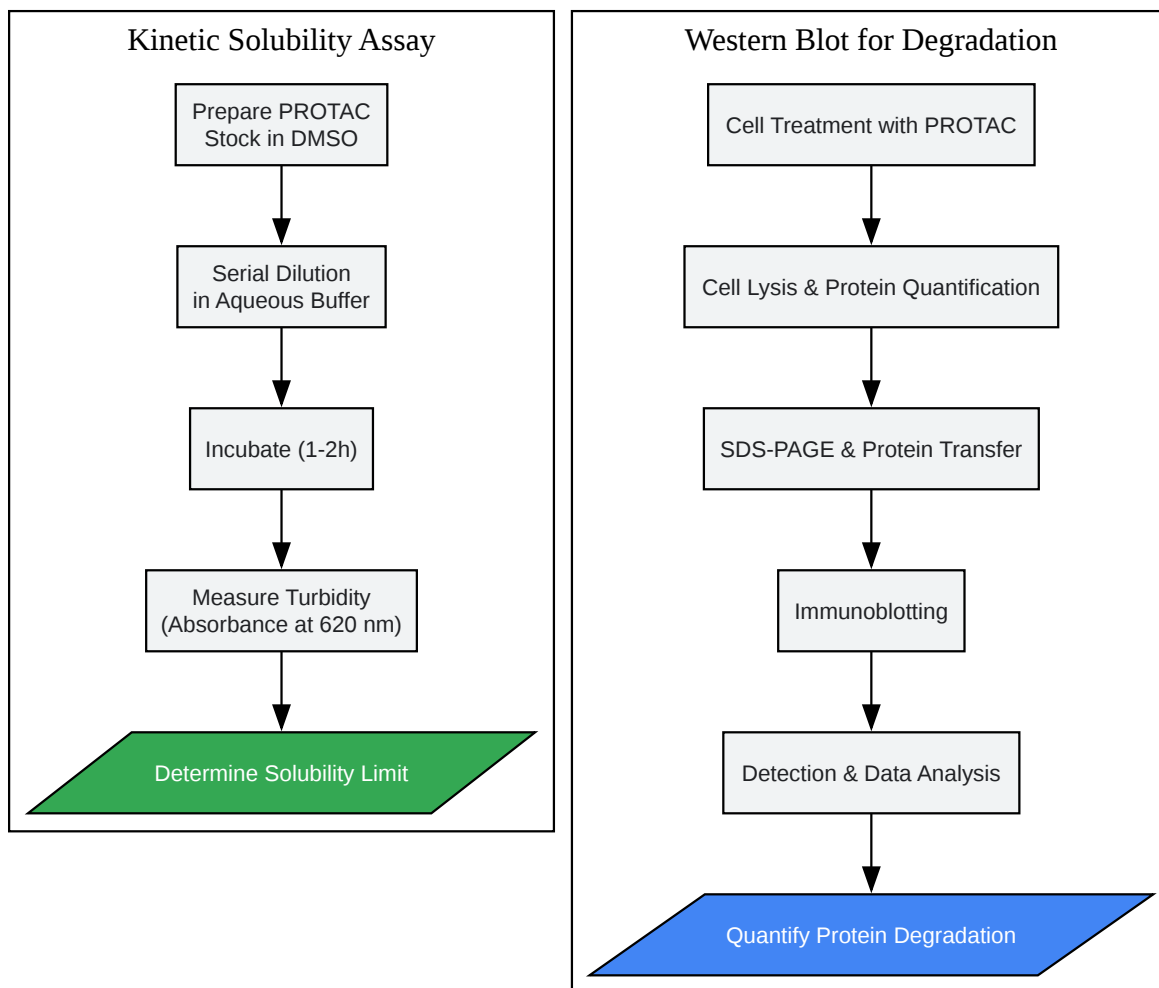 Kinetic Solubility Assay
Prepare PROTAC
Stock in DMSO
Serial Dilution
in Aqueous Buffer
Incubate (1-2h)
Measure Turbidity
(Absorbance at 620 nm)
Determine Solubility Limit
Western Blot for Degradation
Cell Treatment with PROTAC
Cell Lysis & Protein Quantification
SDS-PAGE & Protein Transfer
Immunoblotting
Detection & Data Analysis
Quantify Protein Degradation